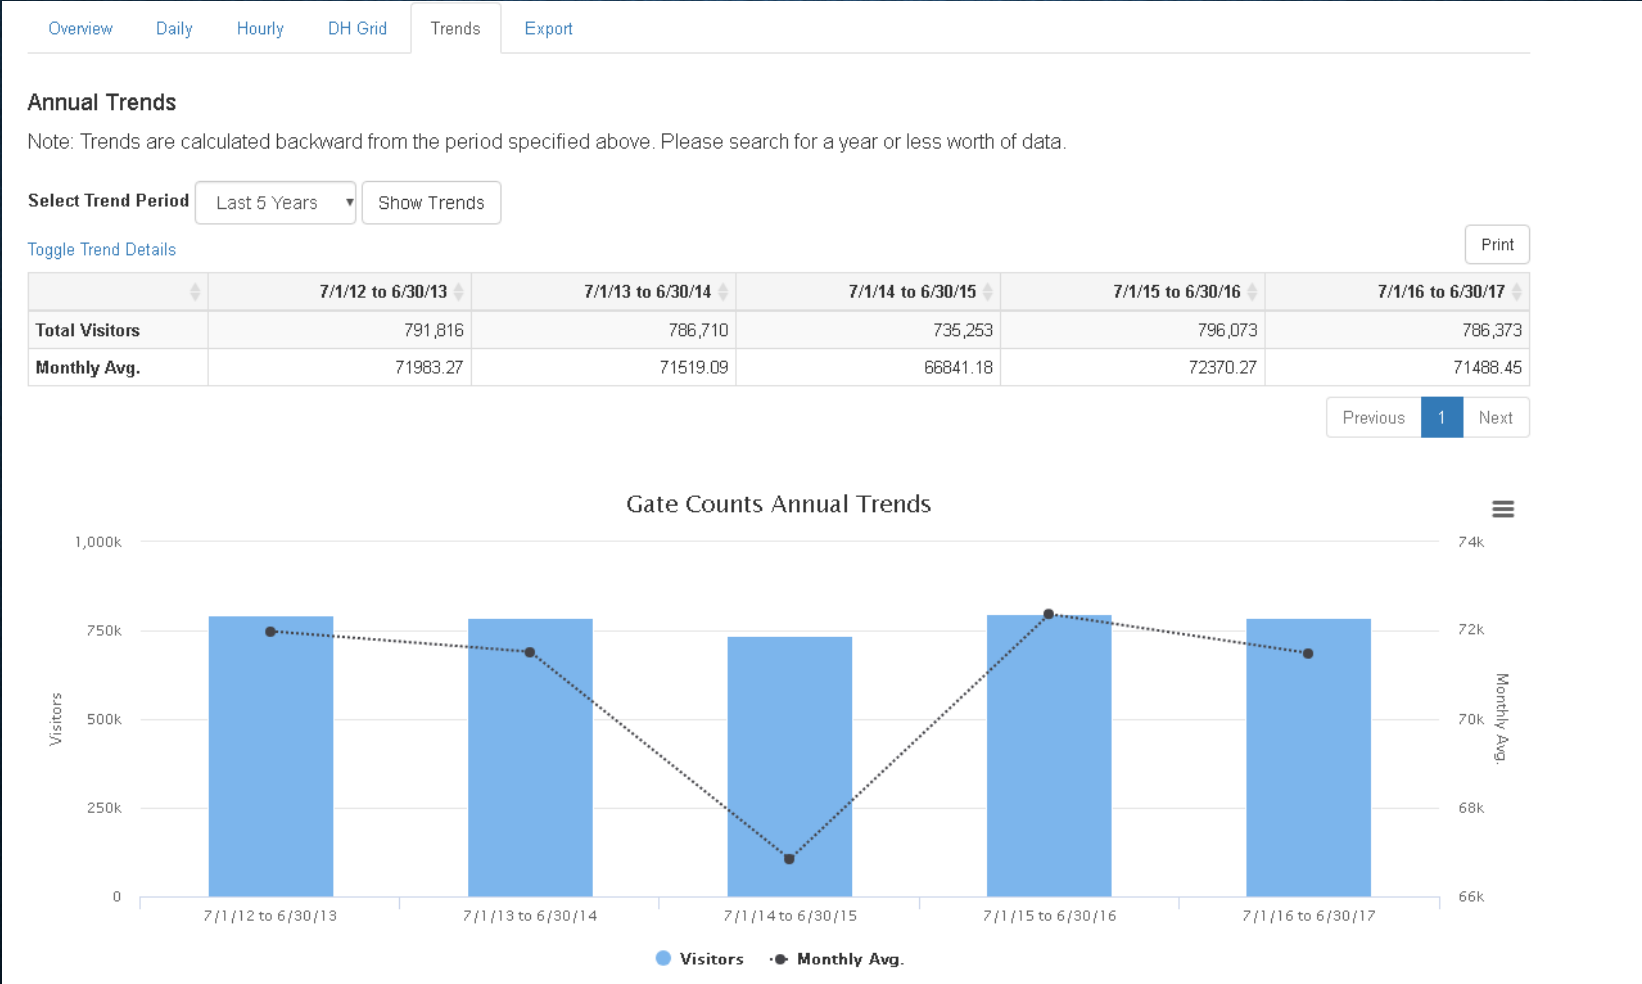 Overview Daily Hourly DH Grid Trends Export
Annual Trends
Note: Trends are calculated backward from the period specified above. Please search for a year or less worth of data.
Select Trend Period Last 5 Years Show Trends
Toggle Trend Details
Print
7/1/12 to 6/30/13 7/1/13 to 6/30/14 7/1/14 to 6/30/15 7/1/15 to 6/30/16 7/1/16 to 6/30/17
Total Visitors 791,816 786,710 735,253 796,073 786,373
Monthly Avg. 71983.27 71519.09 66841.18 72370.27 71488.45
Previous 1 Next
Gate Counts Annual Trends
1,000k 74k
750k 72k
500k 70k
250k 68k
0 66k
Visitors
Monthly Avg.
7/1/12 to 6/30/13 7/1/13 to 6/30/14 7/1/14 to 6/30/15 7/1/15 to 6/30/16 7/1/16 to 6/30/17
Visitors Monthly Avg.